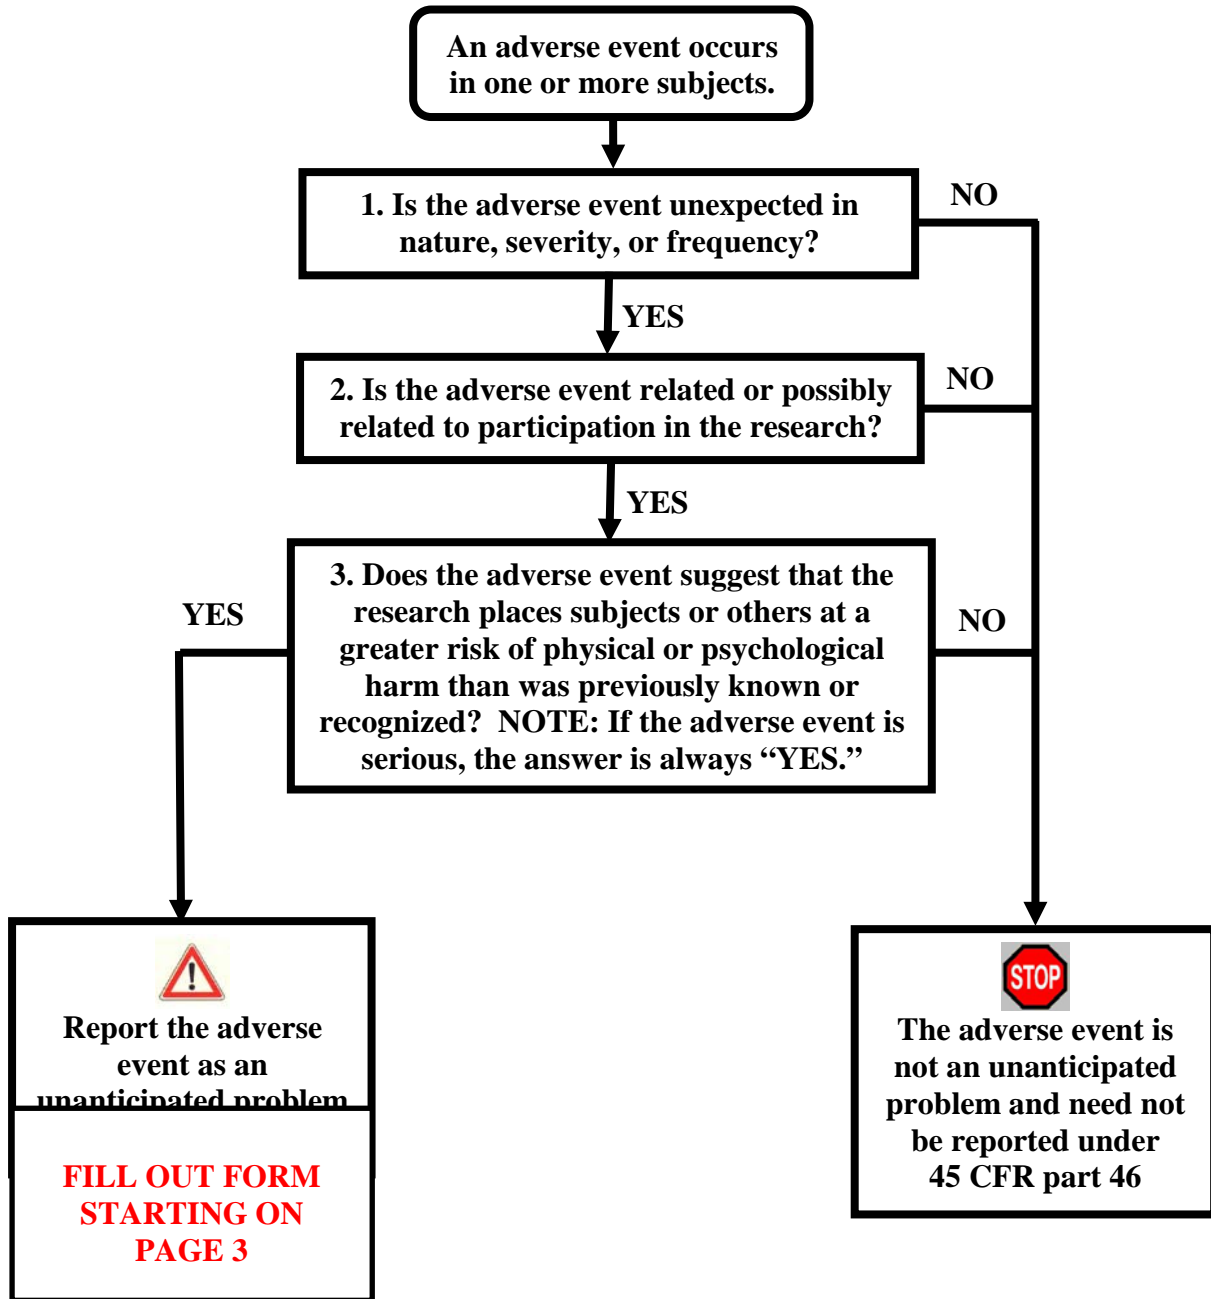 An adverse event occurs
in one or more subjects.
1. Is the adverse event unexpected in
nature, severity, or frequency?
NO
YES
2. Is the adverse event related or possibly
related to participation in the research?
NO
YES
3. Does the adverse event suggest that the
research places subjects or others at a
greater risk of physical or psychological
harm than was previously known or
recognized?  NOTE: If the adverse event is
serious, the answer is always “YES.”
YES
NO
Report the adverse
event as an
unanticipated problem
FILL OUT FORM
STARTING ON
PAGE 3
STOP
The adverse event is
not an unanticipated
problem and need not
be reported under
45 CFR part 46